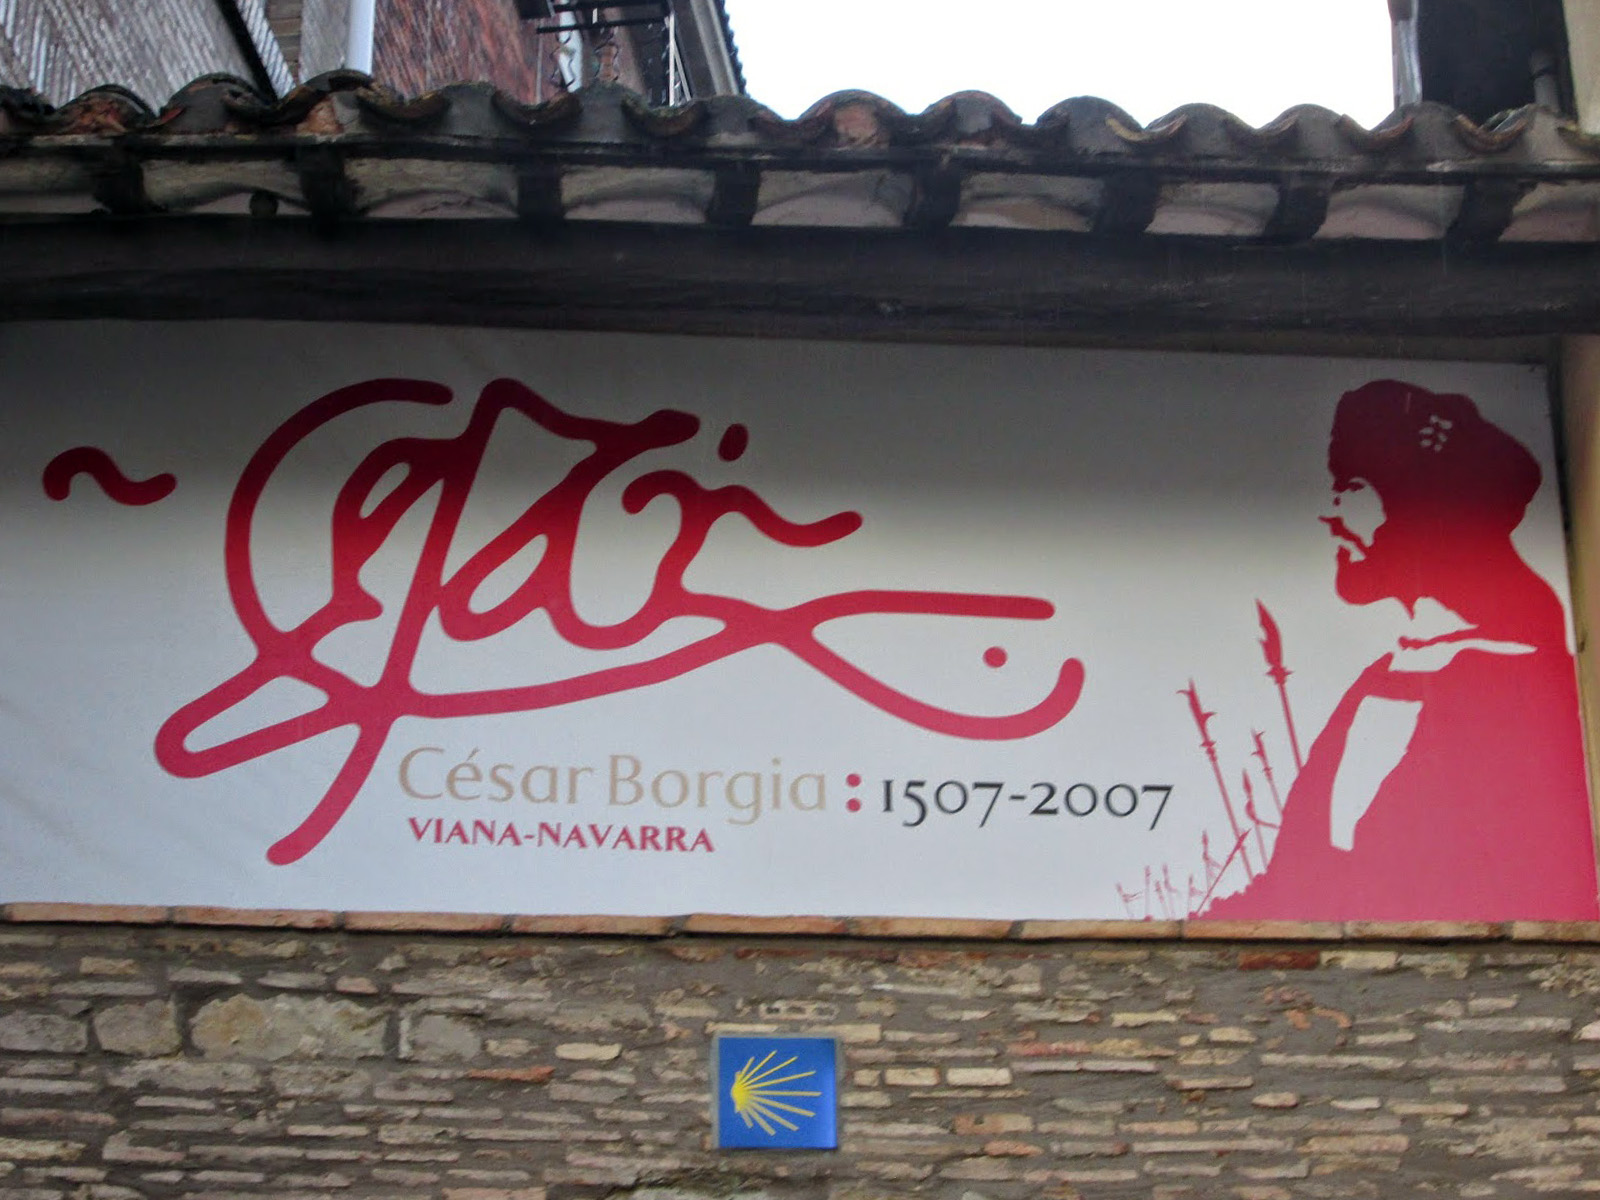 César Borgia : 1507-2007
VIANA-NAVARRA